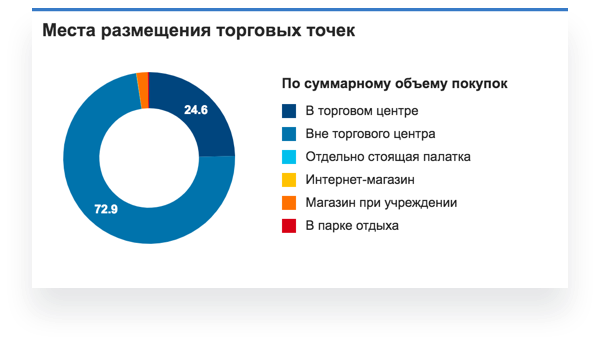 Места размещения торговых точек
По суммарному объему покупок
24.6
72.9
В торговом центре
Вне торгового центра
Отдельно стоящая палатка
Интернет-магазин
Магазин при учреждении
В парке отдыха